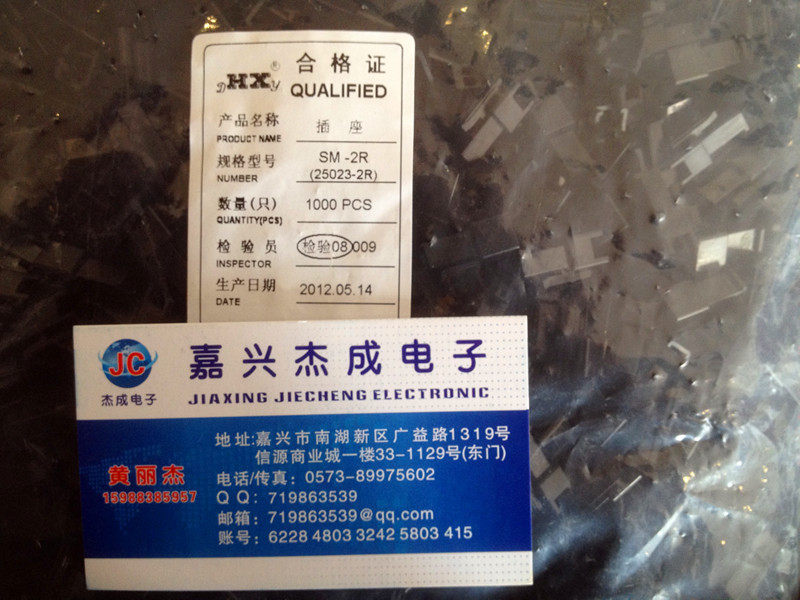 DHXy®
合格证
QUALIFIED
产品名称 插 座
PRODUCT NAME
规格型号 SM -2R
NUMBER (25023-2R)
数量(只) 1000 PCS
QUANTITY(PCS)
检验员 检验08 009
INSPECTOR
生产日期 2012.05.14
DATE
JC
杰成电子
嘉兴杰成电子
JIAXING JIECHENG ELECTRONIC
黄丽杰
15988385957
地址:嘉兴市南湖新区广益路1319号
信源商业城一楼33-1129号(东门)
电话/传真: 0573-89975602
Q Q: 719863539
邮箱: 719863539@qq.com
账号: 6228 4803 3242 5803 415